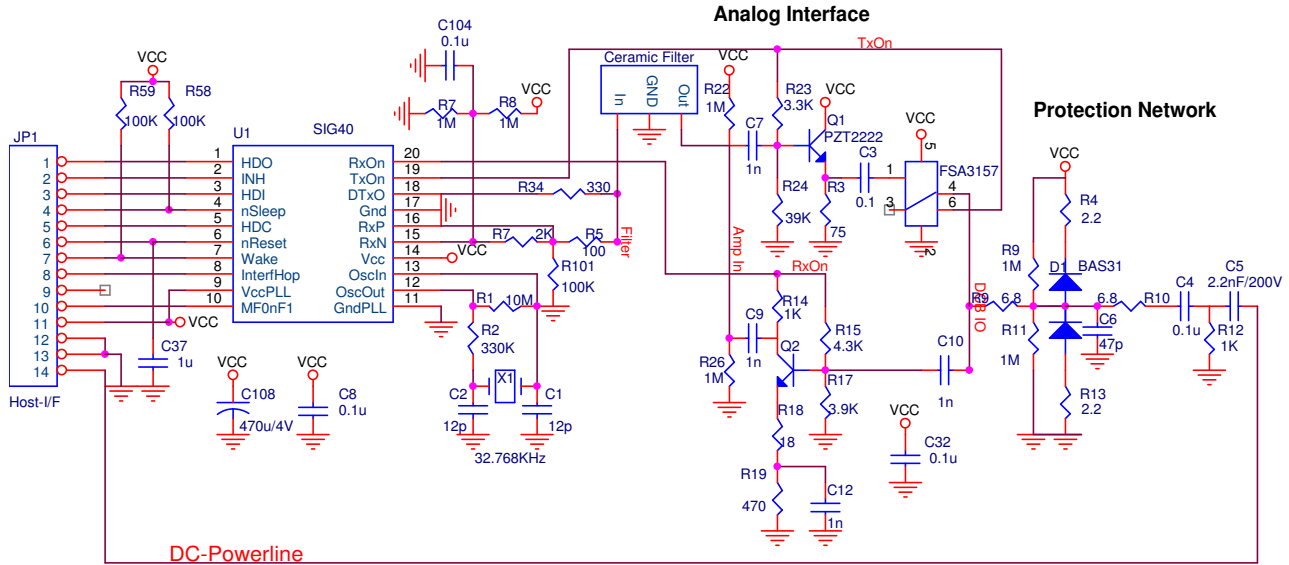 Analog Interface
Protection Network
C104
0.1u
VCC
TxOn
Ceramic Filter
In
GND
Out
VCC
R59
R58
100K
100K
R7
1M
R8
1M
VCC
VCC
R22
1M
R23
3.3K
VCC
Q1
PZT2222
C7
1n
C3
0.1
R24
39K
R3
75
VCC
5
FSA3157
1
3
4
6
2
JP1
1
2
3
4
5
6
7
8
9
10
11
12
13
14
Host-I/F
U1
SIG40
1 HDO
2 INH
3 HDI
4 nSleep
5 HDC
6 nReset
7 Wake
8 InterfHop
9 VccPLL
10 MF0nF1
RxOn 20
TxOn 19
DTxO 18
Gnd 17
RxP 16
RxN 15
Vcc 14
OscIn 13
OscOut 12
GndPLL 11
VCC
VCC
R34
330
R7
2K
R5
100
Filter
R101
100K
R1
10M
R2
330K
X1
C2
12p
C1
12p
32.768KHz
C37
1u
VCC
C108
470u/4V
VCC
C8
0.1u
Amp In
RxOn
R14
1K
C9
1n
Q2
R15
4.3K
R26
1M
R17
3.9K
R18
18
R19
470
C12
1n
C10
1n
VCC
C32
0.1u
VCC
R4
2.2
R9
1M
D1
BAS31
R9
6.8
R11
1M
6.8
R10
C6
47p
R13
2.2
C4
0.1u
C5
2.2nF/200V
R12
1K
DC-Powerline